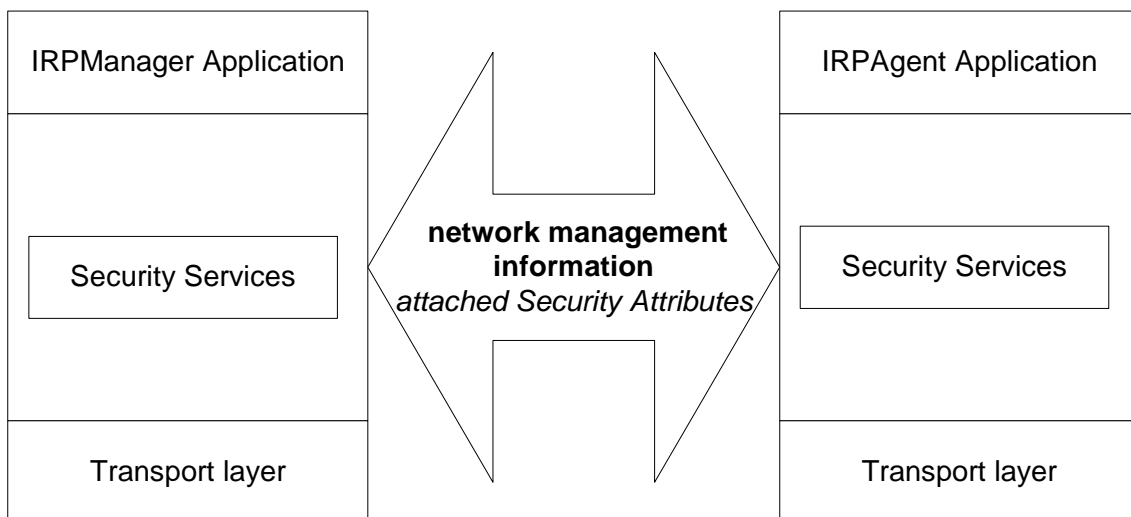 IRPManager Application
IRPAgent Application
network management
information
attached Security Attributes
Security Services
Security Services
Transport layer
Transport layer